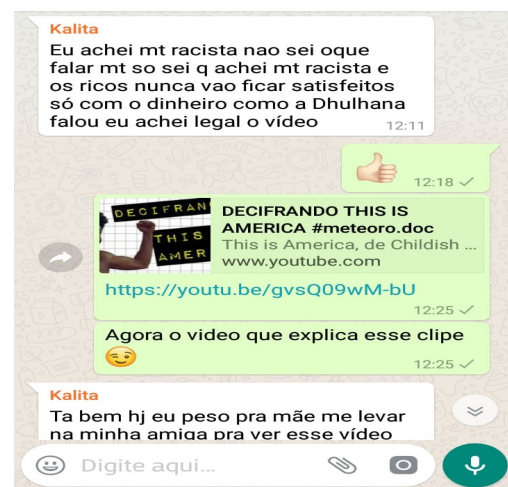 Kalita
Eu achei mt racista nao sei oque
falar mt so sei q achei mt racista e
os ricos nunca vao ficar satisfeitos
só com o dinheiro como a Dhulhana
falou eu achei legal o vídeo
12:11
12:18
DECIFRAN
THIS
AMER
DECIFRANDO THIS IS
AMERICA #meteoro.doc
This is America, de Childish ...
www.youtube.com
https://youtu.be/gvsQ09wM-bU
12:25
Agora o video que explica esse clipe
12:25
Kalita
Ta bem hj eu peso pra mãe me levar
na minha amiga pra ver esse vídeo
Digite aqui...